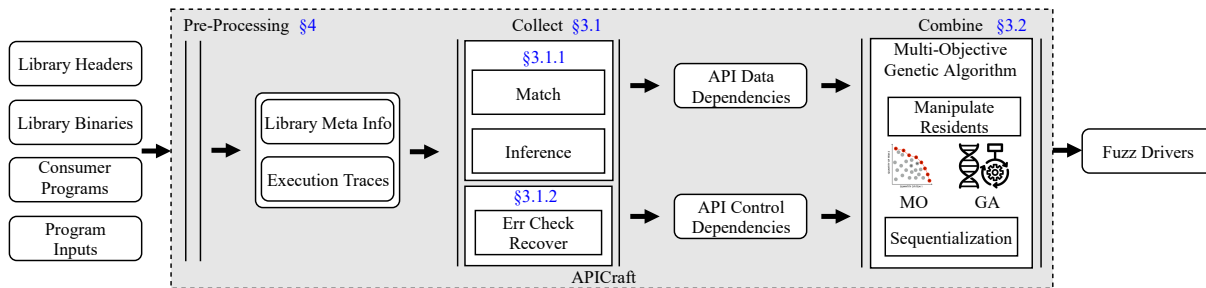 Pre-Processing §4
Collect §3.1
Combine §3.2
Library Headers
Library Binaries
Consumer
Programs
Program
Inputs
Library Meta Info
Execution Traces
§3.1.1
Match
Inference
§3.1.2
Err Check
Recover
API Data
Dependencies
API Control
Dependencies
Multi-Objective
Genetic Algorithm
Manipulate
Residents
MO
GA
Sequentialization
Fuzz Drivers
APICraft